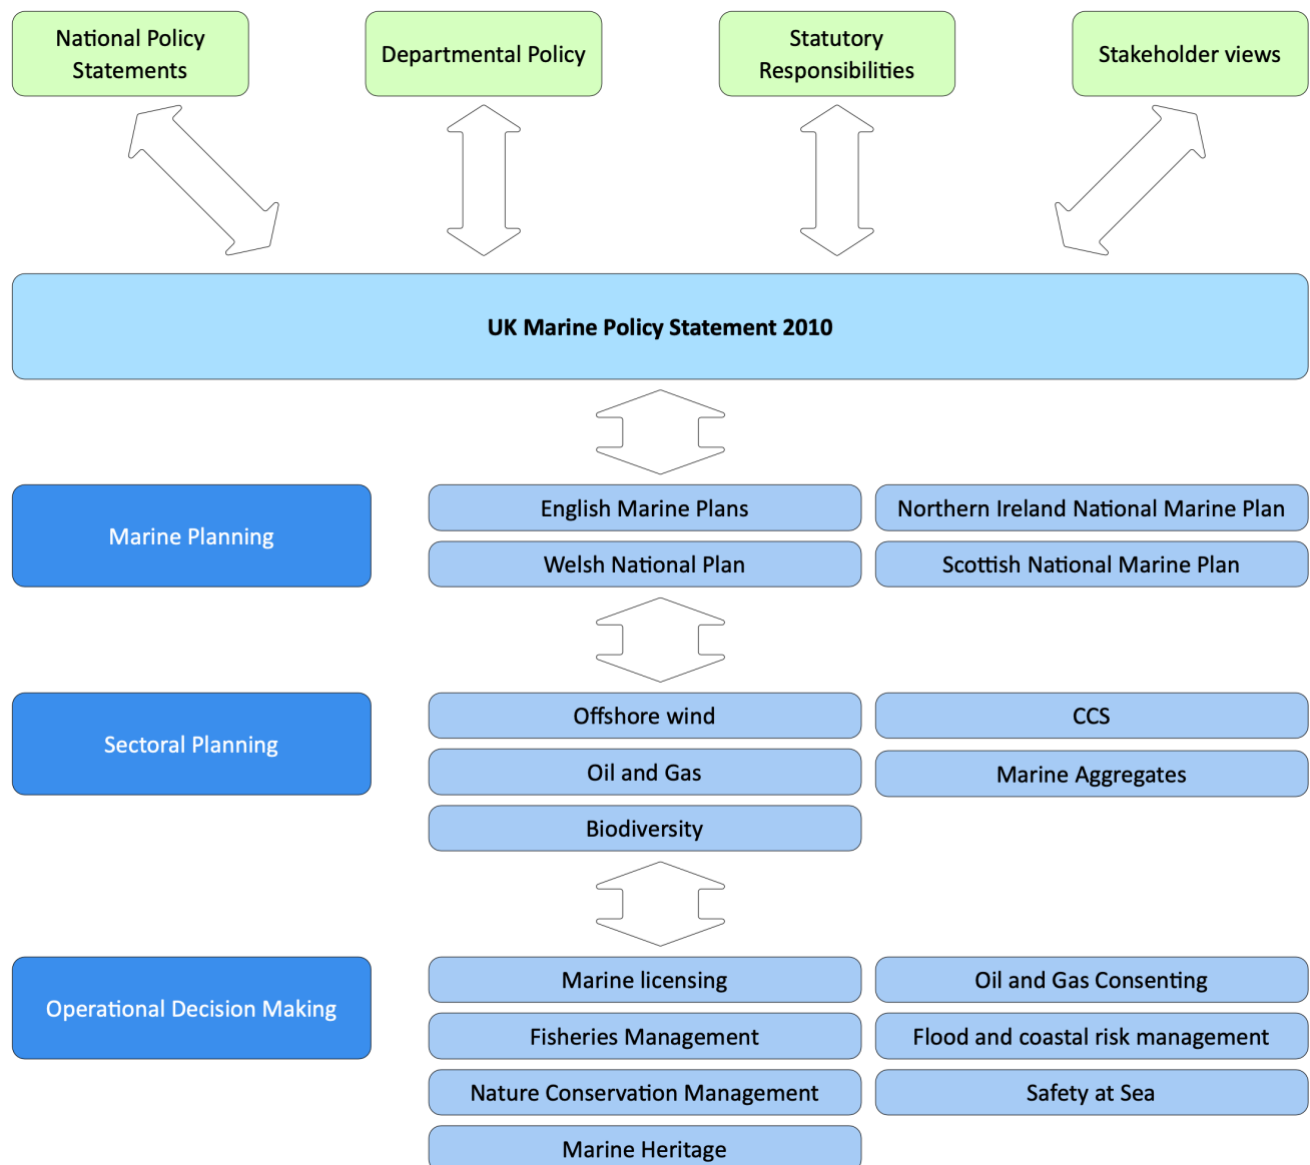 National Policy
Statements
Departmental Policy
Statutory
Responsibilities
Stakeholder views
UK Marine Policy Statement 2010
Marine Planning
English Marine Plans
Northern Ireland National Marine Plan
Welsh National Plan
Scottish National Marine Plan
Sectoral Planning
Offshore wind
CCS
Oil and Gas
Marine Aggregates
Biodiversity
Operational Decision Making
Marine licensing
Oil and Gas Consenting
Fisheries Management
Flood and coastal risk management
Nature Conservation Management
Safety at Sea
Marine Heritage